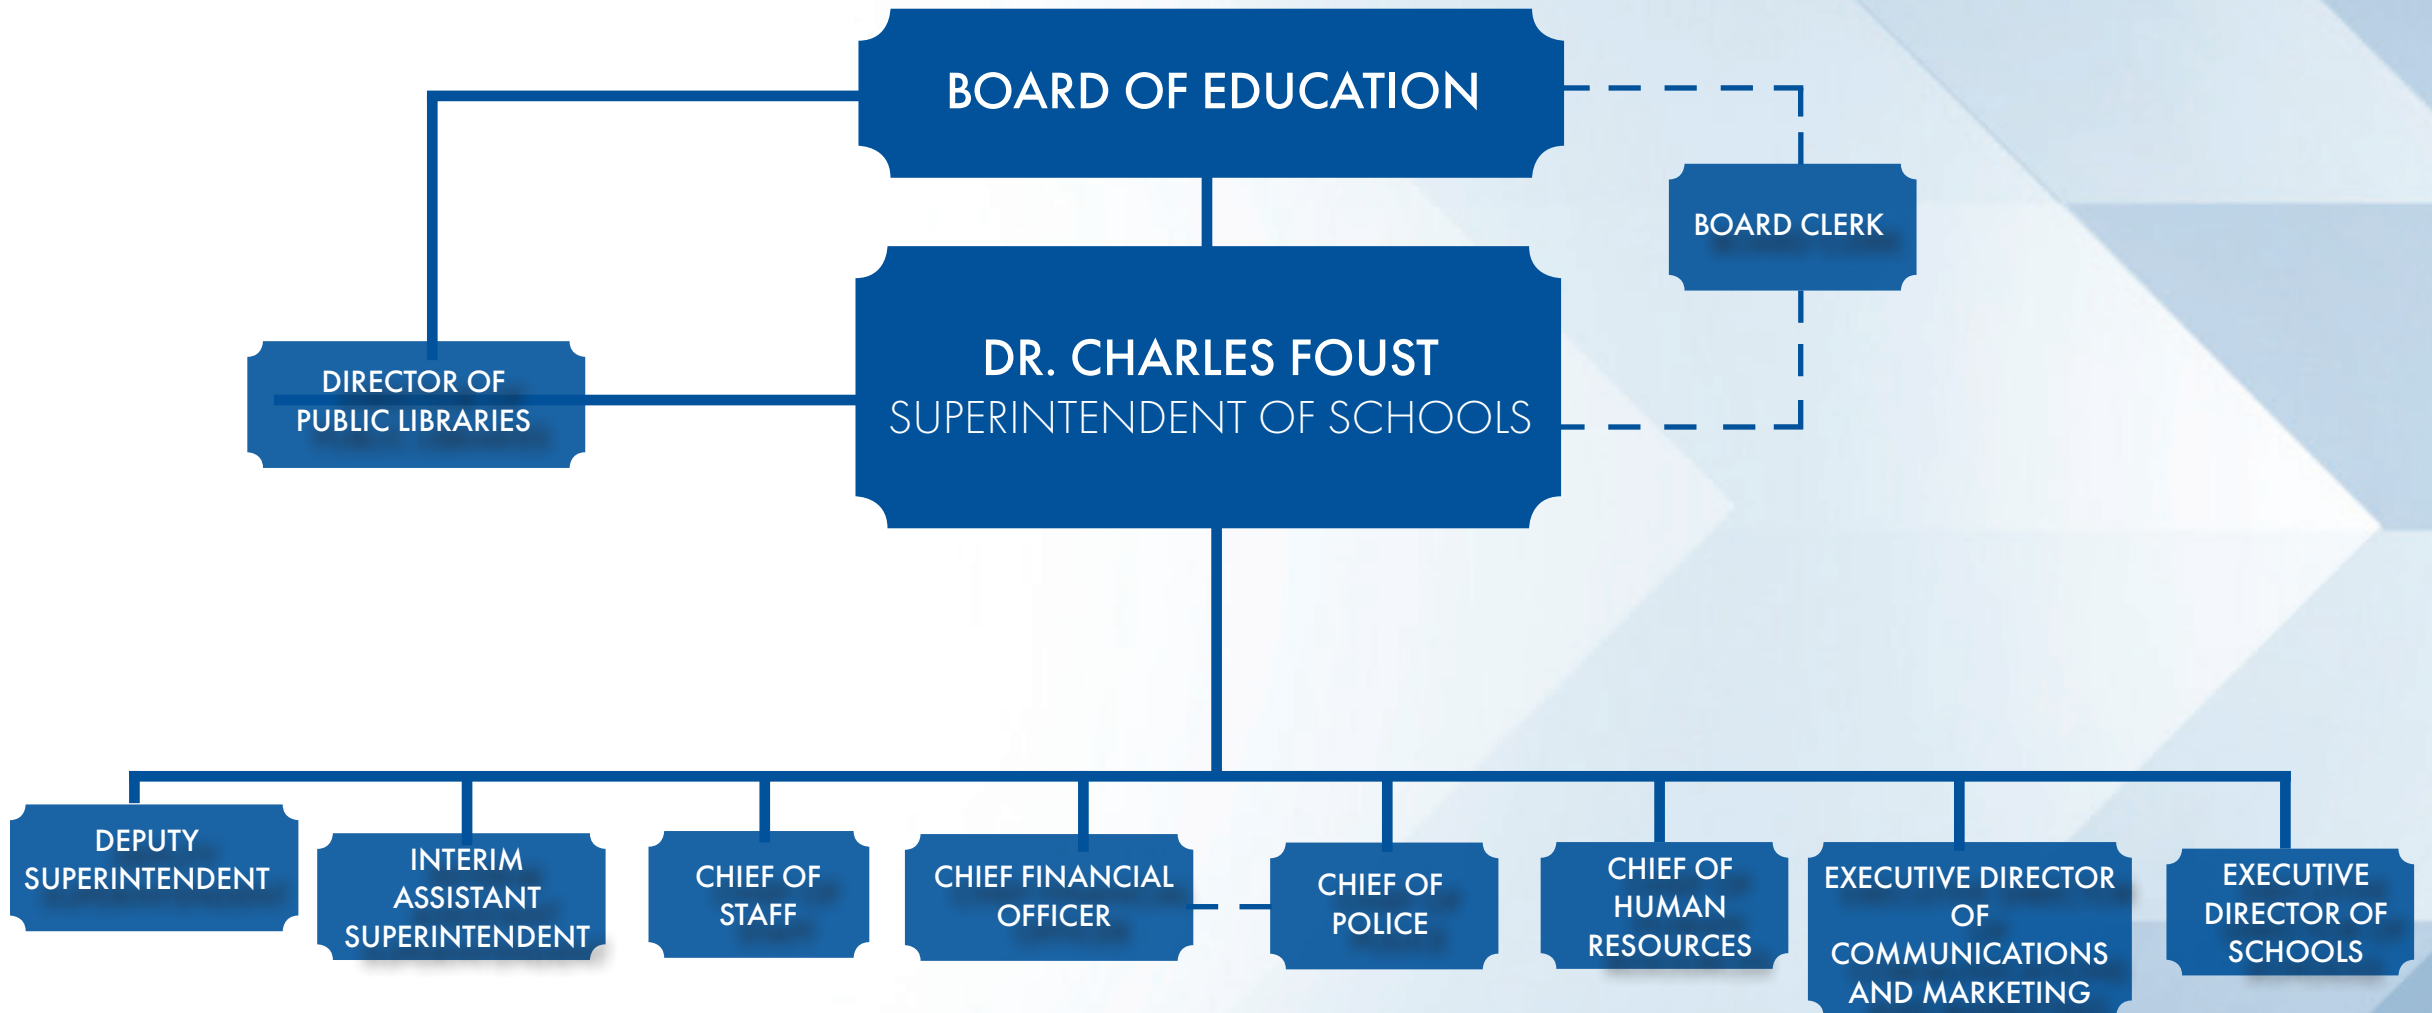 BOARD OF EDUCATION
BOARD CLERK
DR. CHARLES FOUST
SUPERINTENDENT OF SCHOOLS
DIRECTOR OF
PUBLIC LIBRARIES
DEPUTY
SUPERINTENDENT
INTERIM
ASSISTANT
SUPERINTENDENT
CHIEF OF
STAFF
CHIEF FINANCIAL
OFFICER
CHIEF OF
POLICE
CHIEF OF
HUMAN
RESOURCES
EXECUTIVE DIRECTOR
OF
COMMUNICATIONS
AND MARKETING
EXECUTIVE
DIRECTOR OF
SCHOOLS